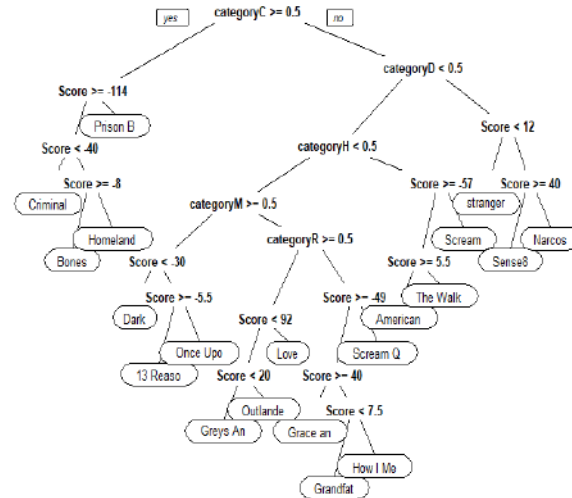 yes
categoryC >= 0.5
no
categoryD < 0.5
Score >= -114
Prison B
Score < 12
Score < -40
categoryH < 0.5
Score >= -8
Score >= -57
stranger
Score >= 40
Criminal
categoryM >= 0.5
Homeland
categoryR >= 0.5
Scream
Narcos
Bones
Sense8
Score < -30
Score >= 5.5
Score >= -5.5
Score >= -49
The Walk
Dark
Score < 92
American
Once Upo
Love
Scream Q
13 Reaso
Score < 20
Score >= 40
Outlande
Score < 7.5
Greys An
Grace an
How I Me
Grandfat